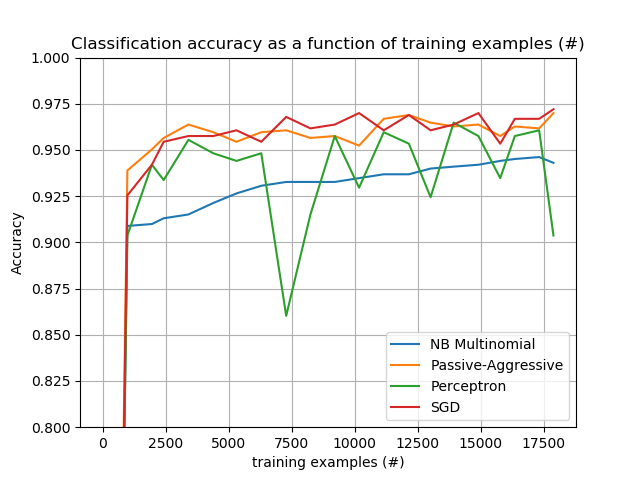 Classification accuracy as a function of training examples (#)
1.000
0.975
0.950
0.925
0.900
0.875
0.850
0.825
0.800
Accuracy
NB Multinomial
Passive-Aggressive
Perceptron
SGD
0 2500 5000 7500 10000 12500 15000 17500
training examples (#)